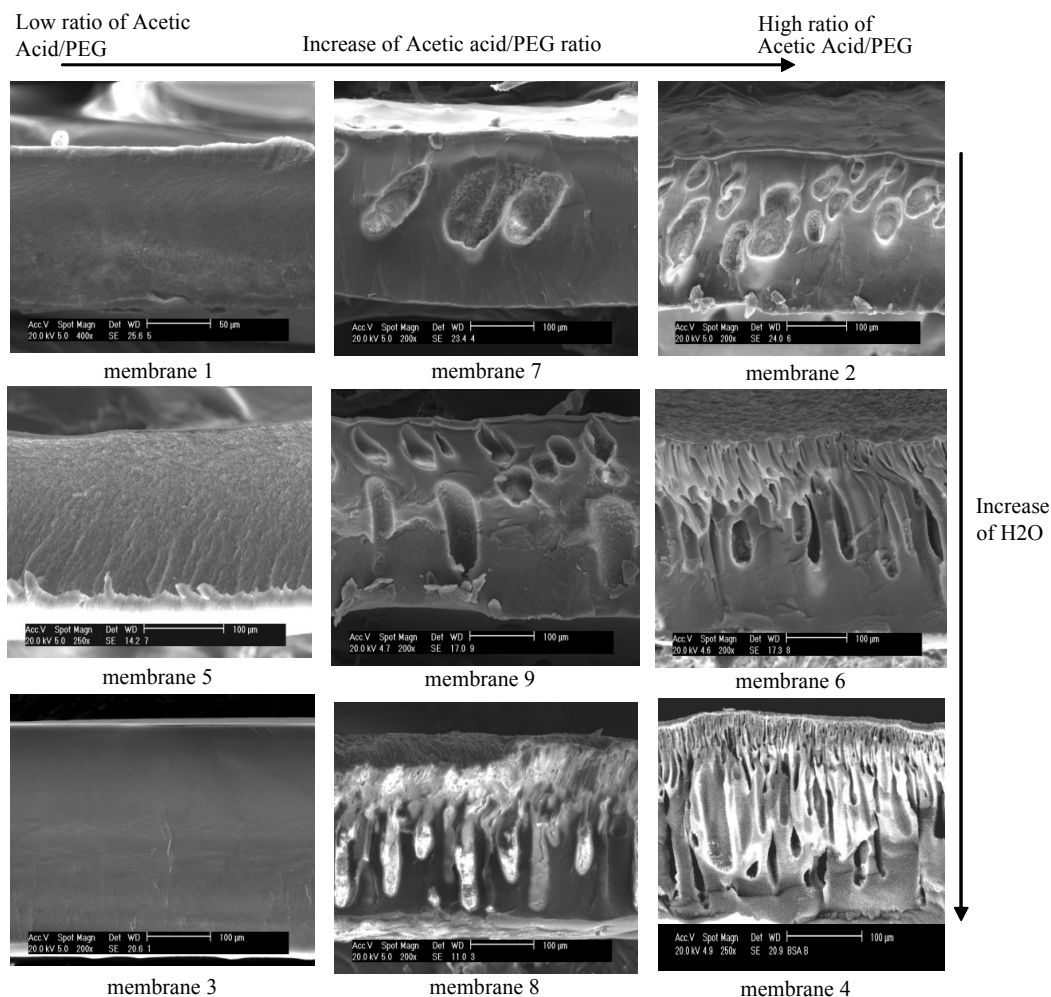 Low ratio of Acetic
Acid/PEG
Increase of Acetic acid/PEG ratio
High ratio of
Acetic Acid/PEG
Acc.V Spot Magn Det WD 50 µm
20.0 kV 5.0 400x SE 25.6 5
Acc.V Spot Magn Det WD 100 µm
20.0 kV 5.0 200x SE 23.4 4
Acc.V Spot Magn Det WD 100 µm
20.0 kV 5.0 200x SE 24.0 6
membrane 1
membrane 7
membrane 2
Acc.V Spot Magn Det WD 100 µm
20.0 kV 5.0 250x SE 14.2 7
Acc.V Spot Magn Det WD 100 µm
20.0 kV 4.7 200x SE 17.0 9
Acc.V Spot Magn Det WD 100 µm
20.0 kV 4.6 200x SE 17.3 8
Increase
of H2O
membrane 5
membrane 9
membrane 6
Acc.V Spot Magn Det WD 100 µm
20.0 kV 5.0 200x SE 20.6 1
Acc.V Spot Magn Det WD 100 µm
20.0 kV 5.0 200x SE 11.0 3
Acc.V Spot Magn Det WD 100 µm
20.0 kV 4.9 250x SE 20.9 BSA B
membrane 3
membrane 8
membrane 4